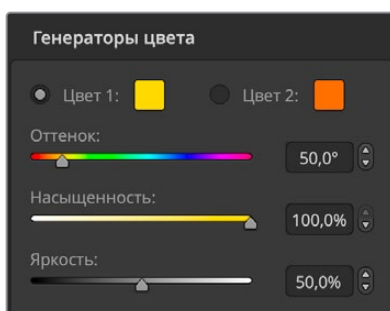 Генераторы цвета
Цвет 1: Цвет 2:
Оттенок:
50,0°
Насыщенность:
100,0%
Яркость:
50,0%